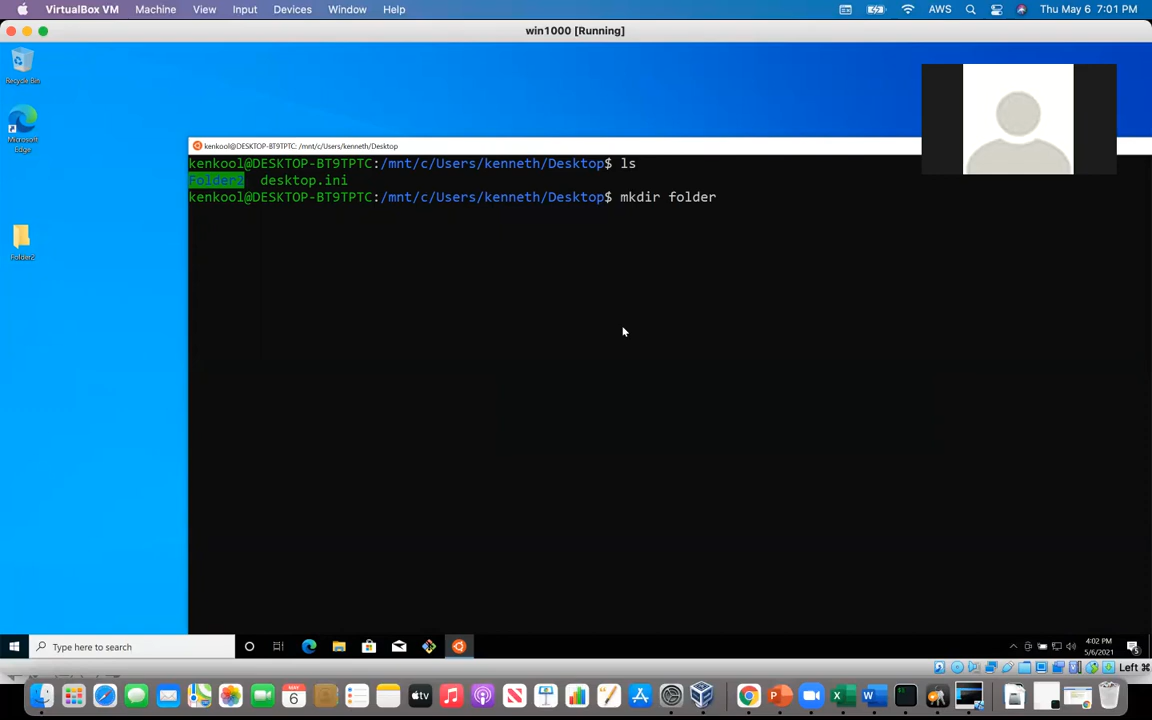 VirtualBox VM Machine View Input Devices Window Help AWS Thu May 6 7:01 PM
win1000 [Running]
Recycle Bin
Microsoft
Edge
Folder2
kenkool@DESKTOP-BT9TPTC: /mnt/c/Users/kenneth/Desktop
kenkool@DESKTOP-BT9TPTC:/mnt/c/Users/kenneth/Desktop$ ls
Folder2 desktop.ini
kenkool@DESKTOP-BT9TPTC:/mnt/c/Users/kenneth/Desktop$ mkdir folder
Type here to search
4:02 PM
5/6/2021
Left ⌘
6
tv